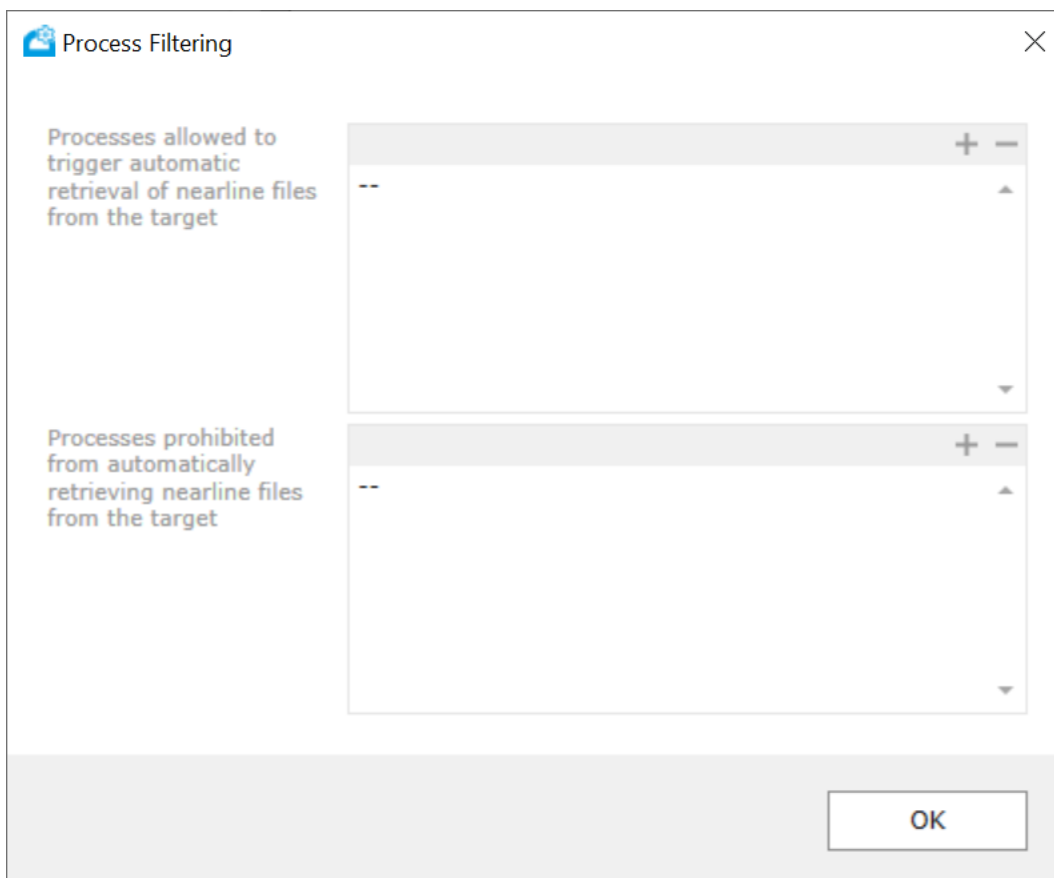 Process Filtering
Processes allowed to
trigger automatic
retrieval of nearline files
from the target
--
Processes prohibited
from automatically
retrieving nearline files
from the target
--
OK